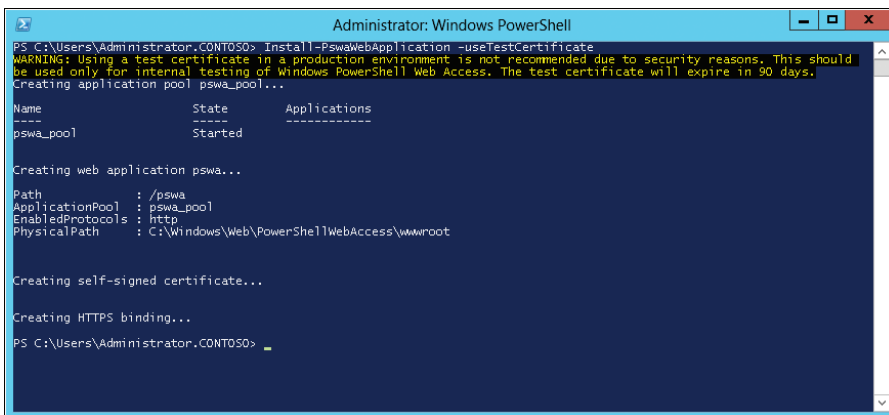 Administrator: Windows PowerShell
PS C:\Users\Administrator.CONTOSO> Install-PswaWebApplication -useTestCertificate
WARNING: Using a test certificate in a production environment is not recommended due to security reasons. This should
be used only for internal testing of Windows PowerShell Web Access. The test certificate will expire in 90 days.
Creating application pool pswa_pool...
Name State Applications
---- ----- ------------
pswa_pool Started
Creating web application pswa...
Path : /pswa
ApplicationPool : pswa_pool
EnabledProtocols : http
PhysicalPath : C:\Windows\Web\PowerShellWebAccess\wwwroot
Creating self-signed certificate...
Creating HTTPS binding...
PS C:\Users\Administrator.CONTOSO> _